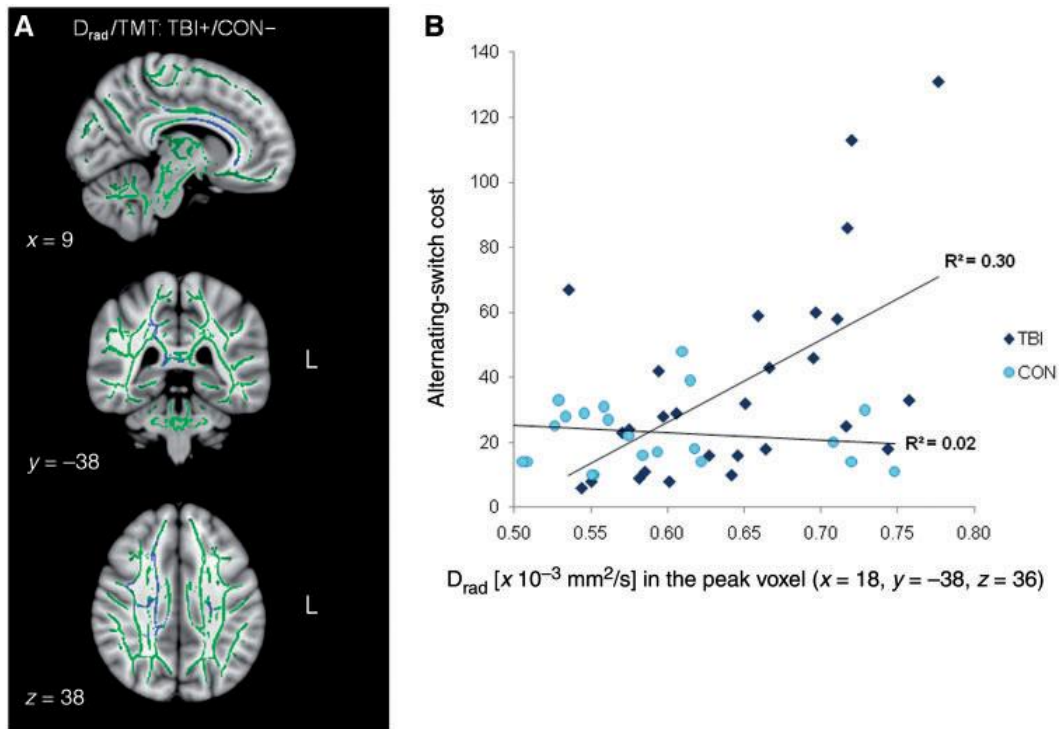 A
D_rad/TMT: TBI+/CON−
x = 9
y = −38
L
z = 38
L
B
140
120
100
80
60
40
20
0
Alternating-switch cost
R² = 0.30
R² = 0.02
TBI
CON
0.50 0.55 0.60 0.65 0.70 0.75 0.80
D_rad [x 10⁻³ mm²/s] in the peak voxel (x = 18, y = −38, z = 36)